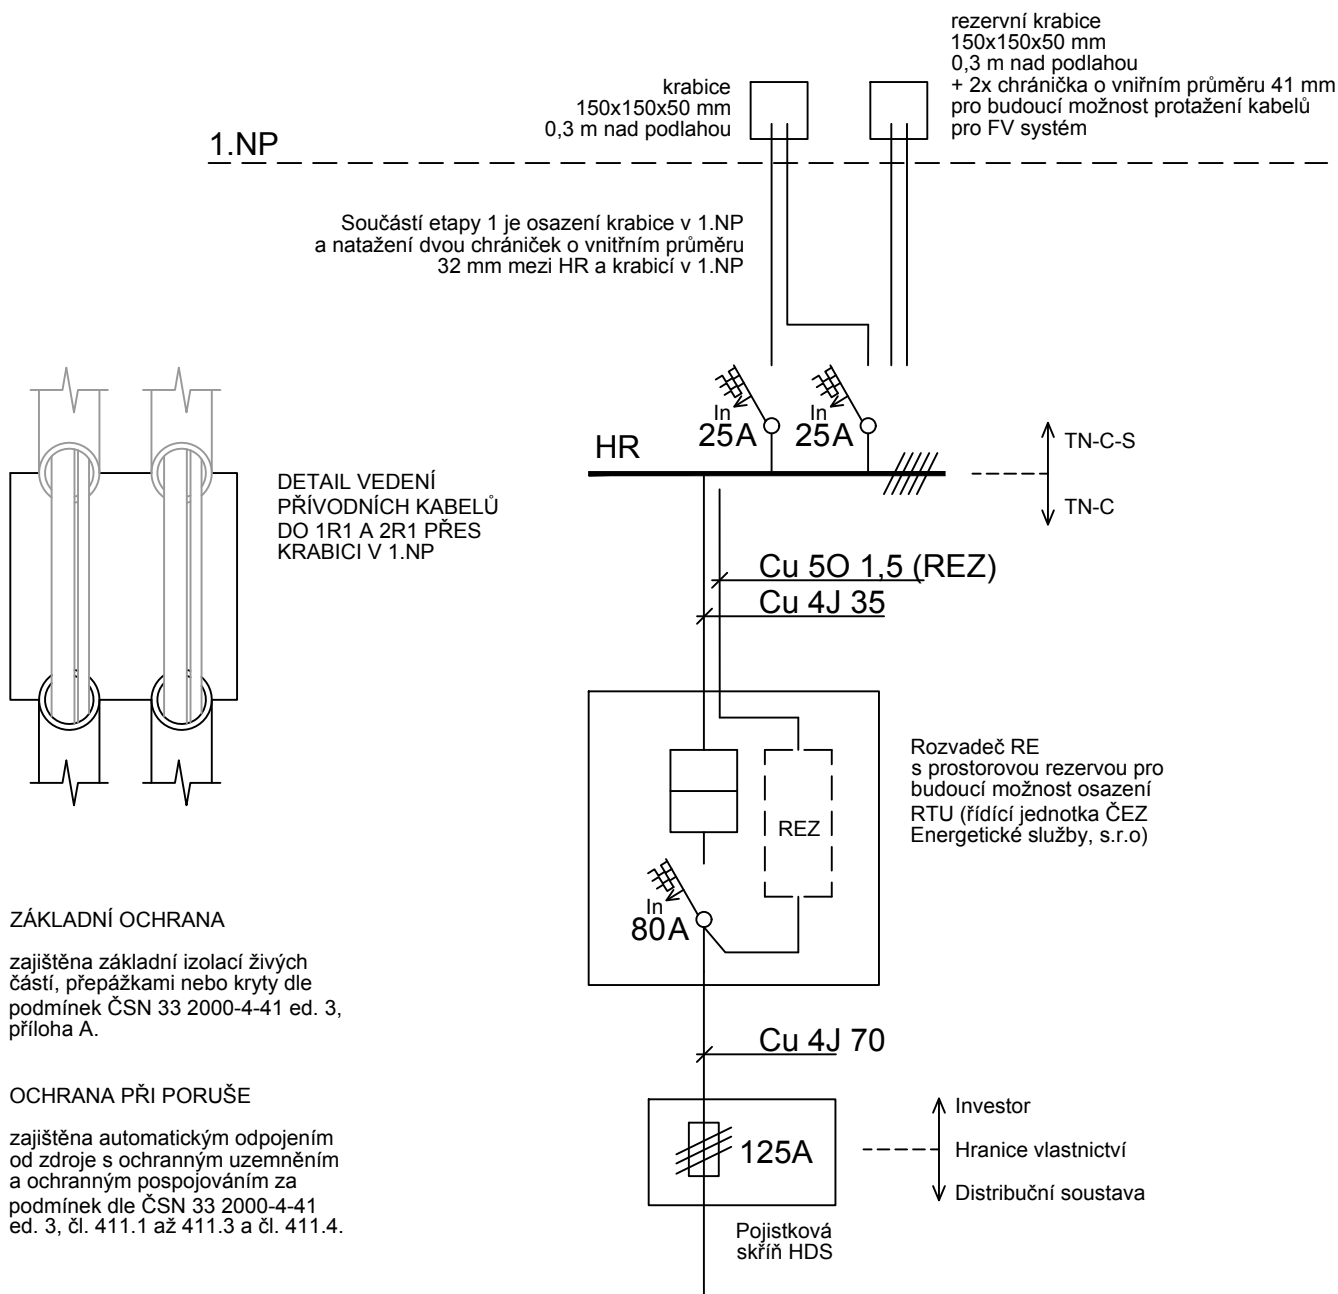 rezervní krabice
150x150x50 mm
0,3 m nad podlahou
+ 2x chránička o vniřním průměru 41 mm
pro budoucí možnost protažení kabelů
pro FV systém
krabice
150x150x50 mm
0,3 m nad podlahou
1.NP
Součástí etapy 1 je osazení krabice v 1.NP
a natažení dvou chrániček o vnitřním průměru
32 mm mezi HR a krabicí v 1.NP
In
25A
In
25A
HR
TN-C-S
TN-C
DETAIL VEDENÍ
PŘÍVODNÍCH KABELŮ
DO 1R1 A 2R1 PŘES
KRABICI V 1.NP
Cu 5O 1,5 (REZ)
Cu 4J 35
Rozvaděč RE
s prostorovou rezervou pro
budoucí možnost osazení
RTU (řídící jednotka ČEZ
Energetické služby, s.r.o)
REZ
In
80A
ZÁKLADNÍ OCHRANA
zajištěna základní izolací živých
částí, přepážkami nebo kryty dle
podmínek ČSN 33 2000-4-41 ed. 3,
příloha A.
Cu 4J 70
OCHRANA PŘI PORUŠE
zajištěna automatickým odpojením
od zdroje s ochranným uzemněním
a ochranným pospojováním za
podmínek dle ČSN 33 2000-4-41
ed. 3, čl. 411.1 až 411.3 a čl. 411.4.
125A
Investor
Hranice vlastnictví
Distribuční soustava
Pojistková
skříň HDS